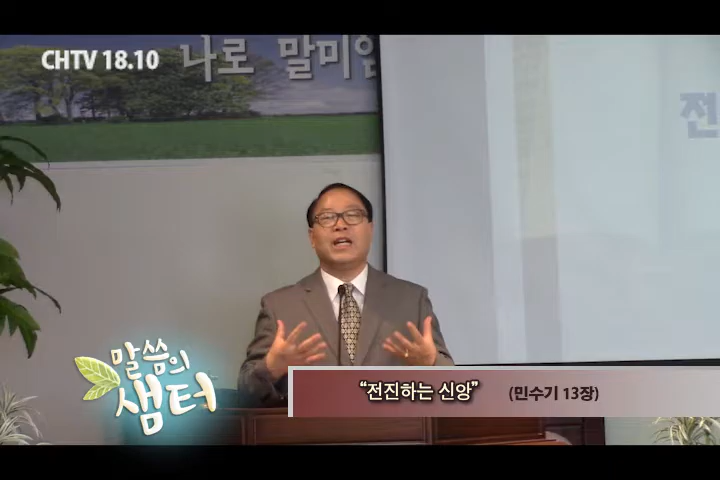 CHTV 18.10
나로 말미암
전
말씀의
샘터
“전진하는 신앙” (민수기 13장)